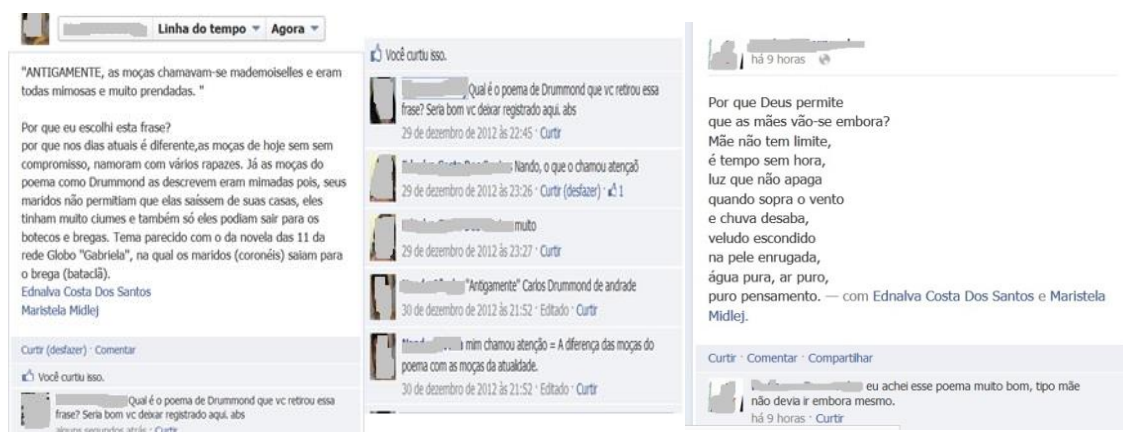 Linha do tempo Agora
"ANTIGAMENTE, as moças chamavam-se mademoiselles e eram
todas mimosas e muito prendadas. "
Por que eu escolhi esta frase?
por que nos dias atuais é diferente,as moças de hoje sem sem
compromisso, namoram com vários rapazes. Já as moças do
poema como Drummond as descrevem eram mimadas pois, seus
maridos não permitiam que elas saíssem de suas casas, eles
tinham muito ciumes e também só eles podiam sair para os
botecos e bregas. Tema parecido com o da novela das 11 da
rede Globo "Gabriela", na qual os maridos (coronéis) saiam para
o brega (bataclã).
Ednalva Costa Dos Santos
Maristela Midlej
Curtir (desfazer) · Comentar
Você curtiu isso.
Qual é o poema de Drummond que vc retirou essa
frase? Seria bom vc deixar registrado aqui. abs
alguns segundos atrás · Curtir
Você curtiu isso.
Qual é o poema de Drummond que vc retirou essa
frase? Seria bom vc deixar registrado aqui. abs
29 de dezembro de 2012 às 22:45 · Curtir
Nando, o que o chamou atençaõ
29 de dezembro de 2012 às 23:26 · Curtir (desfazer) · 1
muito
29 de dezembro de 2012 às 23:27 · Curtir
"Antigamente" Carlos Drummond de andrade
30 de dezembro de 2012 às 21:52 · Editado · Curtir
mim chamou atenção = A diferença das moças do
poema com as moças da atualidade.
30 de dezembro de 2012 às 21:52 · Editado · Curtir
há 9 horas
Por que Deus permite
que as mães vão-se embora?
Mãe não tem limite,
é tempo sem hora,
luz que não apaga
quando sopra o vento
e chuva desaba,
veludo escondido
na pele enrugada,
água pura, ar puro,
puro pensamento. — com Ednalva Costa Dos Santos e Maristela
Midlej.
Curtir · Comentar · Compartilhar
eu achei esse poema muito bom, tipo mãe
não devia ir embora mesmo.
há 9 horas · Curtir